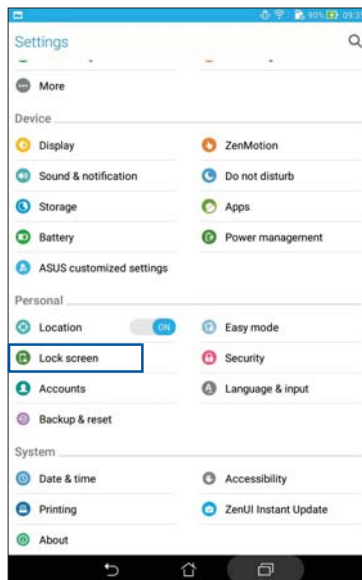 90% 09:3
Settings
More
Device
Display ZenMotion
Sound & notification Do not disturb
Storage Apps
Battery Power management
ASUS customized settings
Personal
Location ON Easy mode
Lock screen Security
Accounts Language & input
Backup & reset
System
Date & time Accessibility
Printing ZenUI Instant Update
About